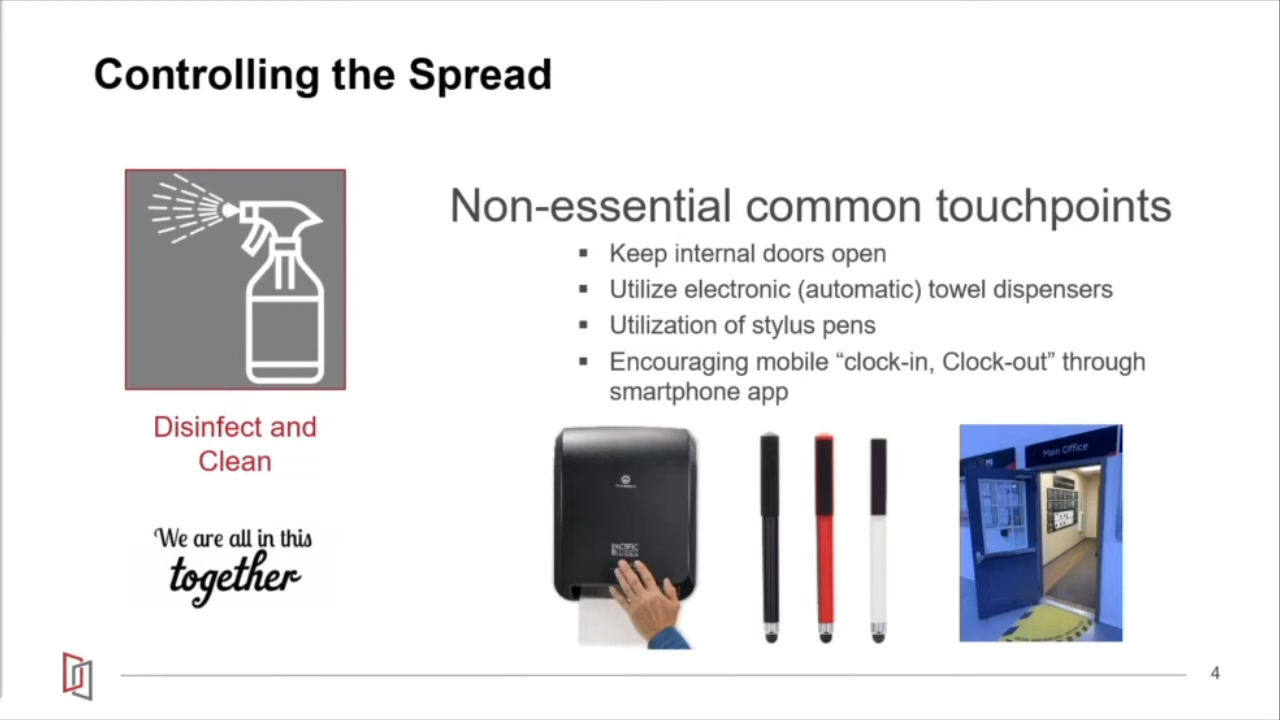 Controlling the Spread
Non-essential common touchpoints
▪ Keep internal doors open
▪ Utilize electronic (automatic) towel dispensers
▪ Utilization of stylus pens
▪ Encouraging mobile “clock-in, Clock-out” through
smartphone app
Disinfect and
Clean
We are all in this
together
PACIFIC
Main Office
4